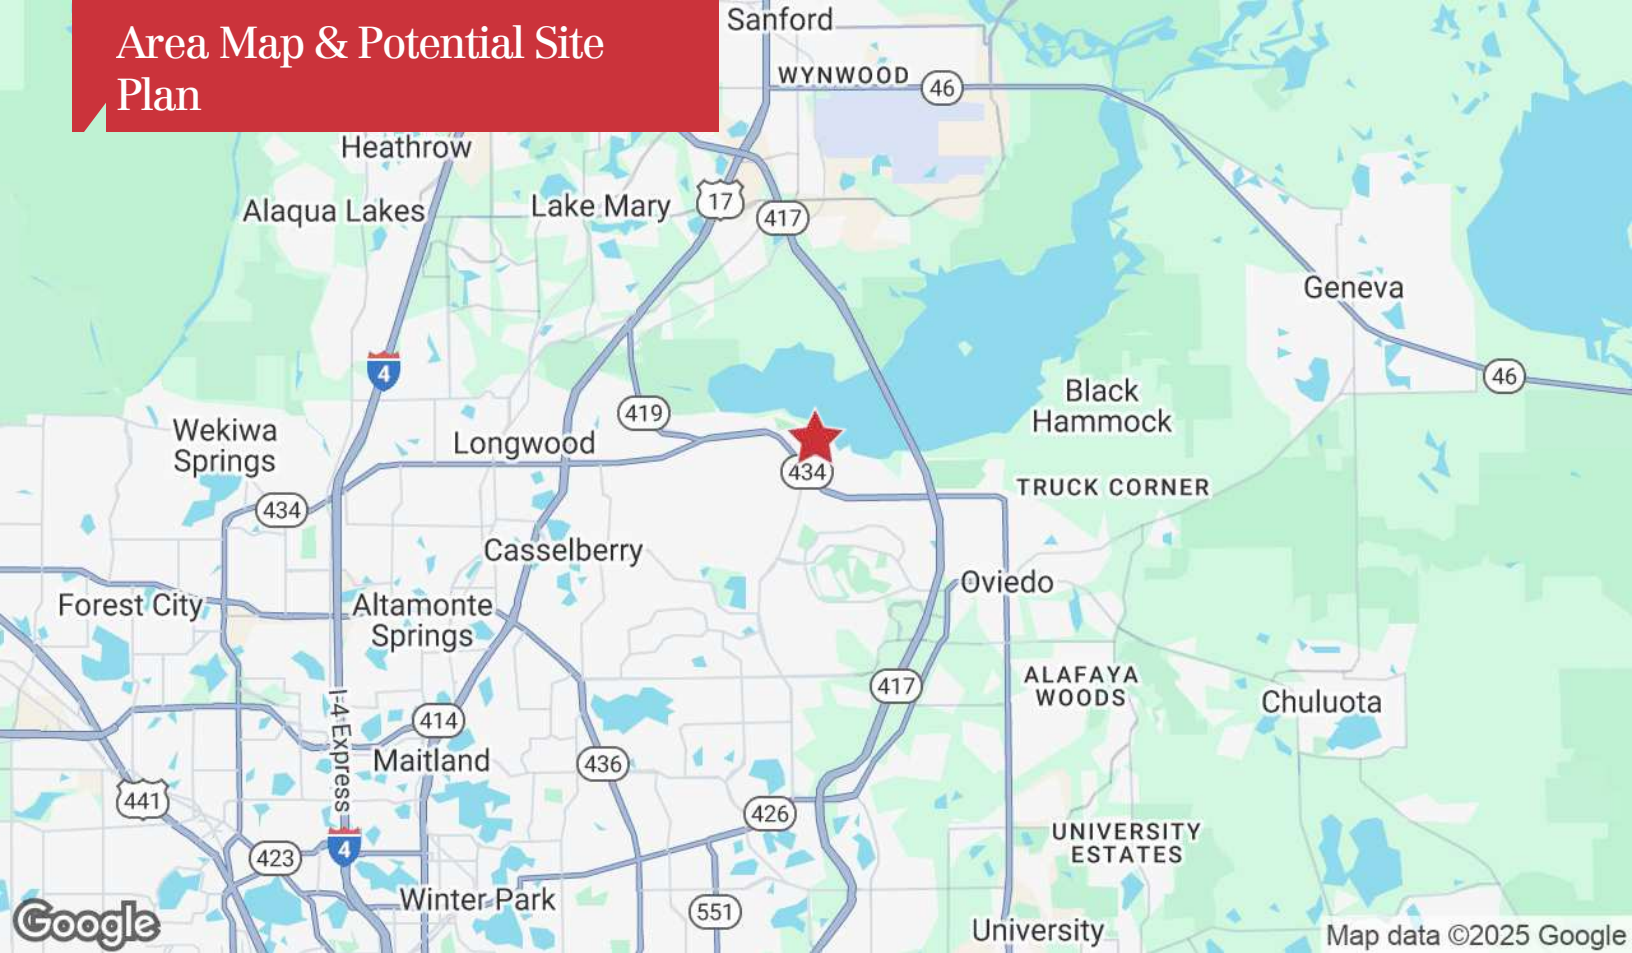 Area Map & Potential Site
Plan
Sanford
WYNWOOD
46
Heathrow
Alaqua Lakes
Lake Mary
17
417
Geneva
4
46
419
Black
Hammock
Wekiwa
Springs
Longwood
434
TRUCK CORNER
434
Casselberry
Oviedo
Forest City
Altamonte
Springs
417
ALAFAYA
WOODS
Chuluota
I-4 Express
414
Maitland
436
441
426
UNIVERSITY
ESTATES
4
423
Winter Park
551
University
Google
Map data ©2025 Google